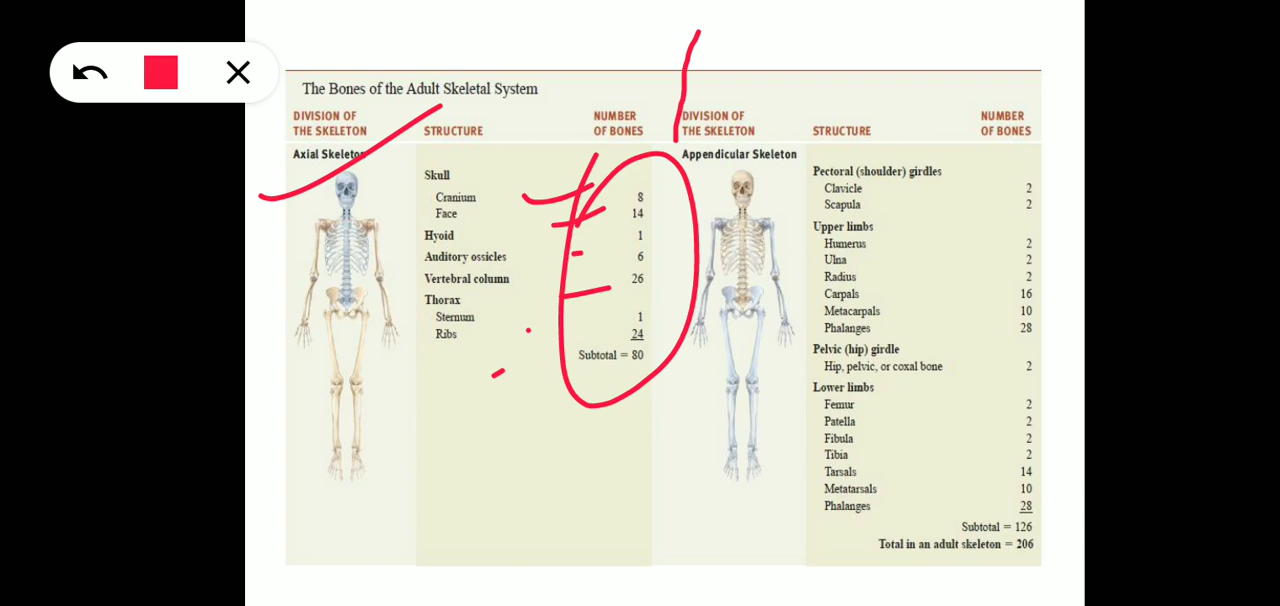 The Bones of the Adult Skeletal System
DIVISION OF THE SKELETON
STRUCTURE
NUMBER OF BONES
Axial Skeleton
Skull
Cranium 8
Face 14
Hyoid 1
Auditory ossicles 6
Vertebral column 26
Thorax
Sternum 1
Ribs 24
Subtotal = 80
DIVISION OF THE SKELETON
STRUCTURE
NUMBER OF BONES
Appendicular Skeleton
Pectoral (shoulder) girdles
Clavicle 2
Scapula 2
Upper limbs
Humerus 2
Ulna 2
Radius 2
Carpals 16
Metacarpals 10
Phalanges 28
Pelvic (hip) girdle
Hip, pelvic, or coxal bone 2
Lower limbs
Femur 2
Patella 2
Fibula 2
Tibia 2
Tarsals 14
Metatarsals 10
Phalanges 28
Subtotal = 126
Total in an adult skeleton = 206